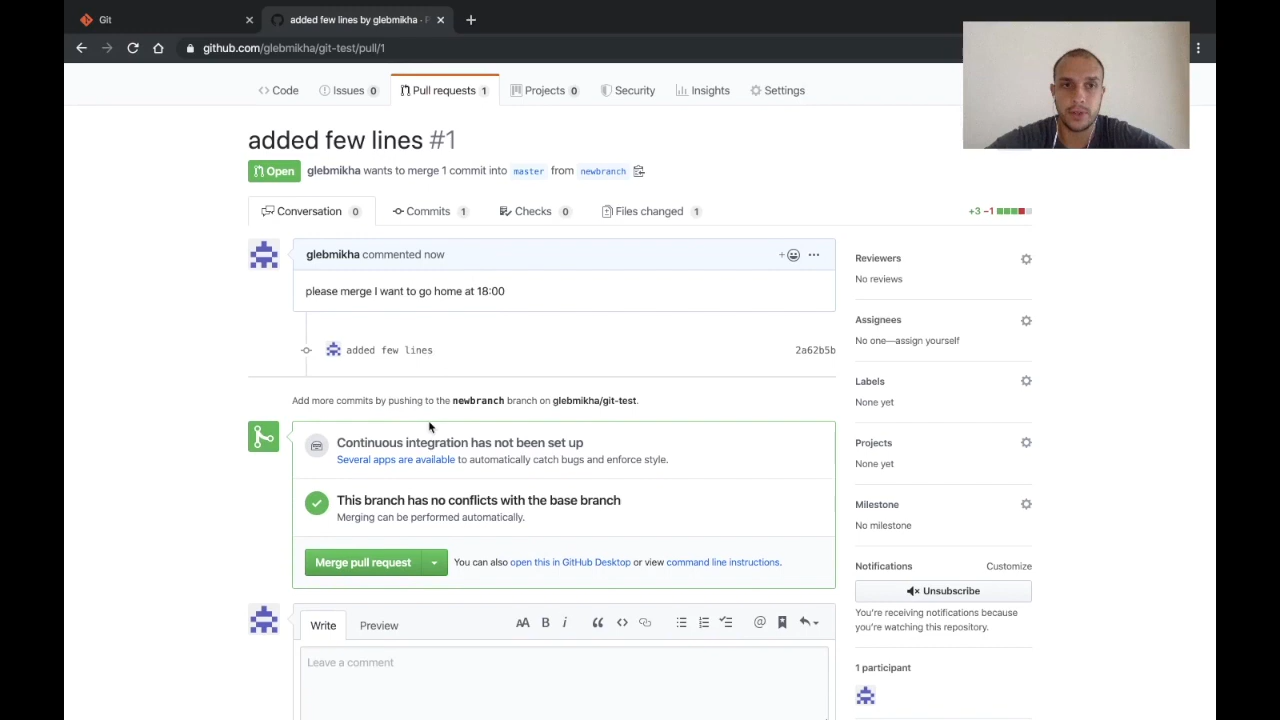 Git
added few lines by glebmikha ·
github.com/glebmikha/git-test/pull/1
Code
Issues 0
Pull requests 1
Projects 0
Security
Insights
Settings
added few lines #1
Open
glebmikha wants to merge 1 commit into master from newbranch
Conversation 0
Commits 1
Checks 0
Files changed 1
+3 −1
glebmikha commented now
please merge I want to go home at 18:00
added few lines 2a62b5b
Add more commits by pushing to the newbranch branch on glebmikha/git-test.
Continuous integration has not been set up
Several apps are available to automatically catch bugs and enforce style.
This branch has no conflicts with the base branch
Merging can be performed automatically.
Merge pull request
You can also open this in GitHub Desktop or view command line instructions.
Write
Preview
AA B i
Leave a comment
Reviewers
No reviews
Assignees
No one—assign yourself
Labels
None yet
Projects
None yet
Milestone
No milestone
Notifications Customize
Unsubscribe
You're receiving notifications because
you're watching this repository.
1 participant